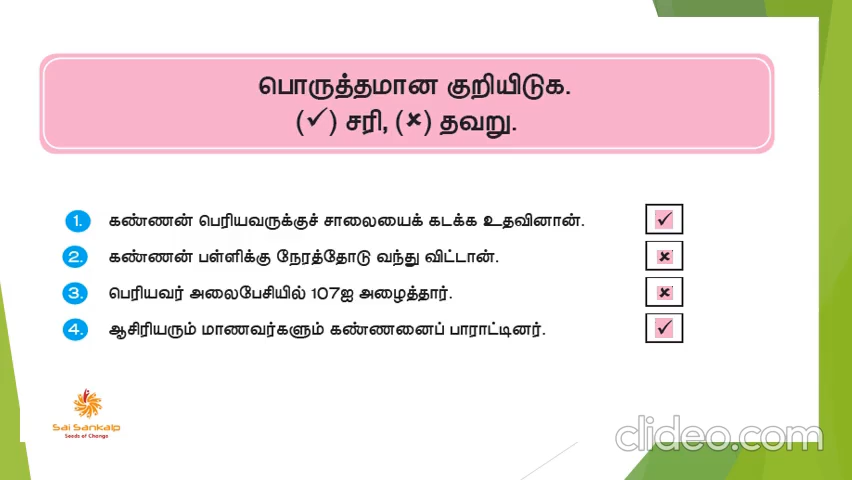 பொருத்தமான குறியிடுக.
(✓) சரி, (✗) தவறு.
1. கண்ணன் பெரியவருக்குச் சாலையைக் கடக்க உதவினான். ✓
2. கண்ணன் பள்ளிக்கு நேரத்தோடு வந்து விட்டான். ✗
3. பெரியவர் அலைபேசியில் 107ஐ அழைத்தார். ✗
4. ஆசிரியரும் மாணவர்களும் கண்ணனைப் பாராட்டினர். ✓
Sai Sankalp
Seeds of Change
clideo.com